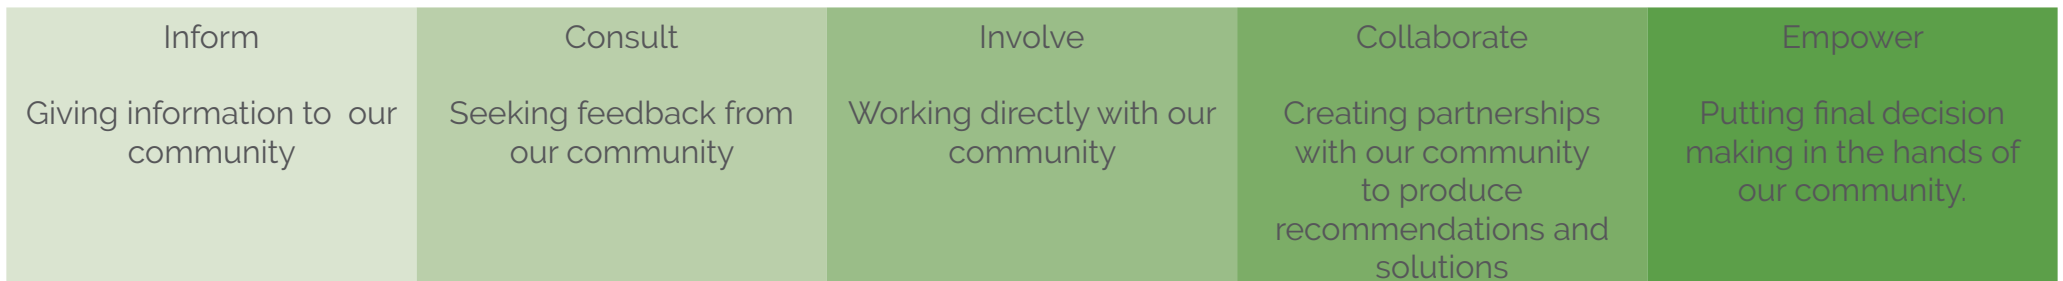 Inform
Giving information to  our
community
Consult
Seeking feedback from
our community
Involve
Working directly with our
community
Collaborate
Creating partnerships
with our community
to produce
recommendations and
solutions
Empower
Putting final decision
making in the hands of
our community.